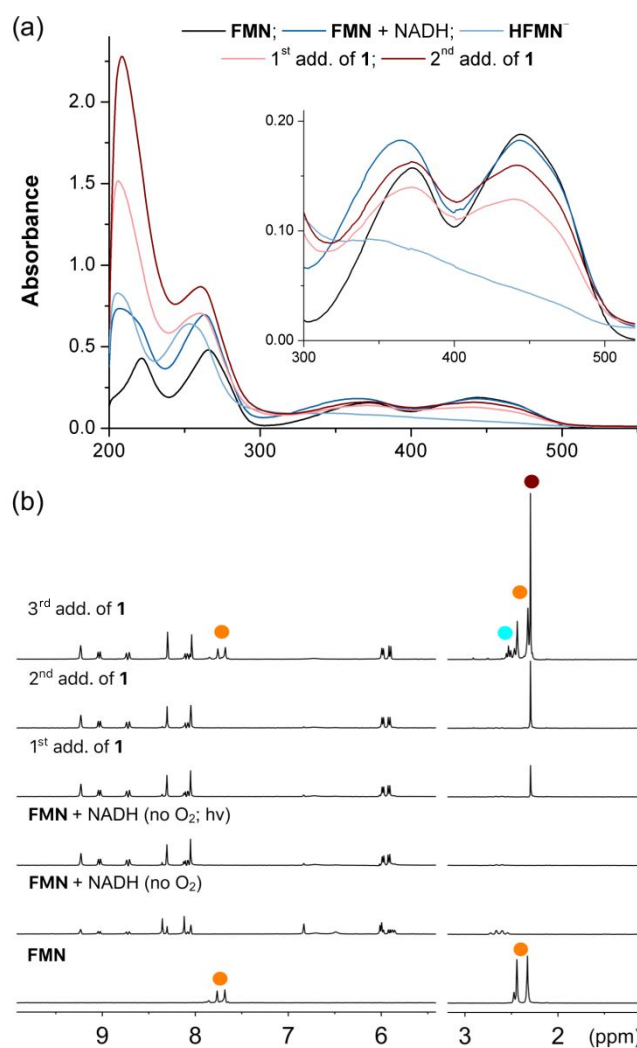 (a)
FMN; FMN + NADH; HFMN⁻
1st add. of 1; 2nd add. of 1
2.0
1.5
1.0
0.5
0.0
Absorbance
0.20
0.10
0.00
300 400 500
200 300 400 500
(b)
3rd add. of 1
2nd add. of 1
1st add. of 1
FMN + NADH (no O₂; hν)
FMN + NADH (no O₂)
FMN
9 8 7 6 3 2 (ppm)